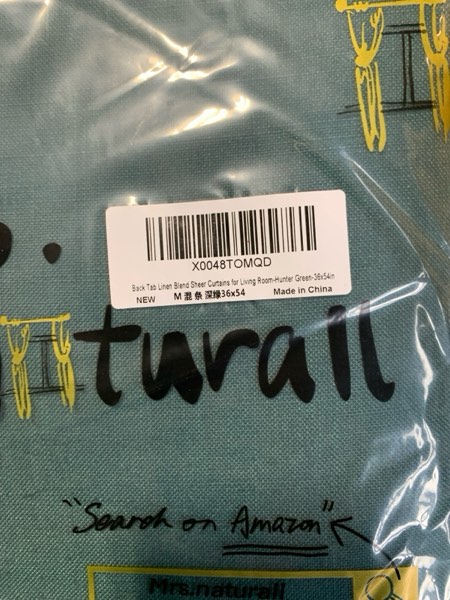 s.
X0048TOMQD
Back Tab Linen Blend Sheer Curtains for Living Room-Hunter Green-36x54in
NEW M 混 条 深绿36x54 Made in China
turall
"Search on Amazon"
Mrs.naturall